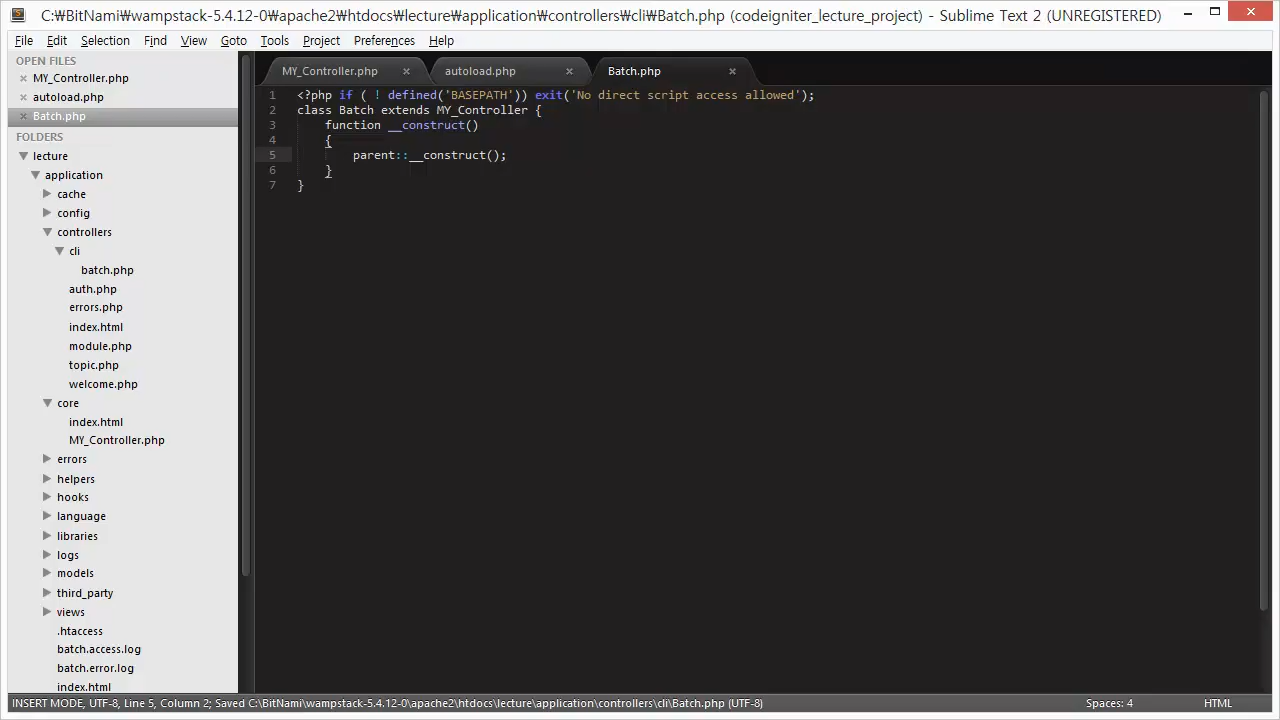 C:₩BitNami₩wampstack-5.4.12-0₩apache2₩htdocs₩lecture₩application₩controllers₩cli₩Batch.php (codeigniter_lecture_project) - Sublime Text 2 (UNREGISTERED)
File Edit Selection Find View Goto Tools Project Preferences Help
OPEN FILES
MY_Controller.php
autoload.php
Batch.php
FOLDERS
lecture
application
cache
config
controllers
cli
batch.php
auth.php
errors.php
index.html
module.php
topic.php
welcome.php
core
index.html
MY_Controller.php
errors
helpers
hooks
language
libraries
logs
models
third_party
views
.htaccess
batch.access.log
batch.error.log
index.html
MY_Controller.php autoload.php Batch.php
1 <?php if ( ! defined('BASEPATH')) exit('No direct script access allowed');
2 class Batch extends MY_Controller {
3 function __construct()
4 {
5 parent::__construct();
6 }
7 }
INSERT MODE, UTF-8, Line 5, Column 2; Saved C:\BitNami\wampstack-5.4.12-0\apache2\htdocs\lecture\application\controllers\cli\Batch.php (UTF-8) Spaces: 4 HTML